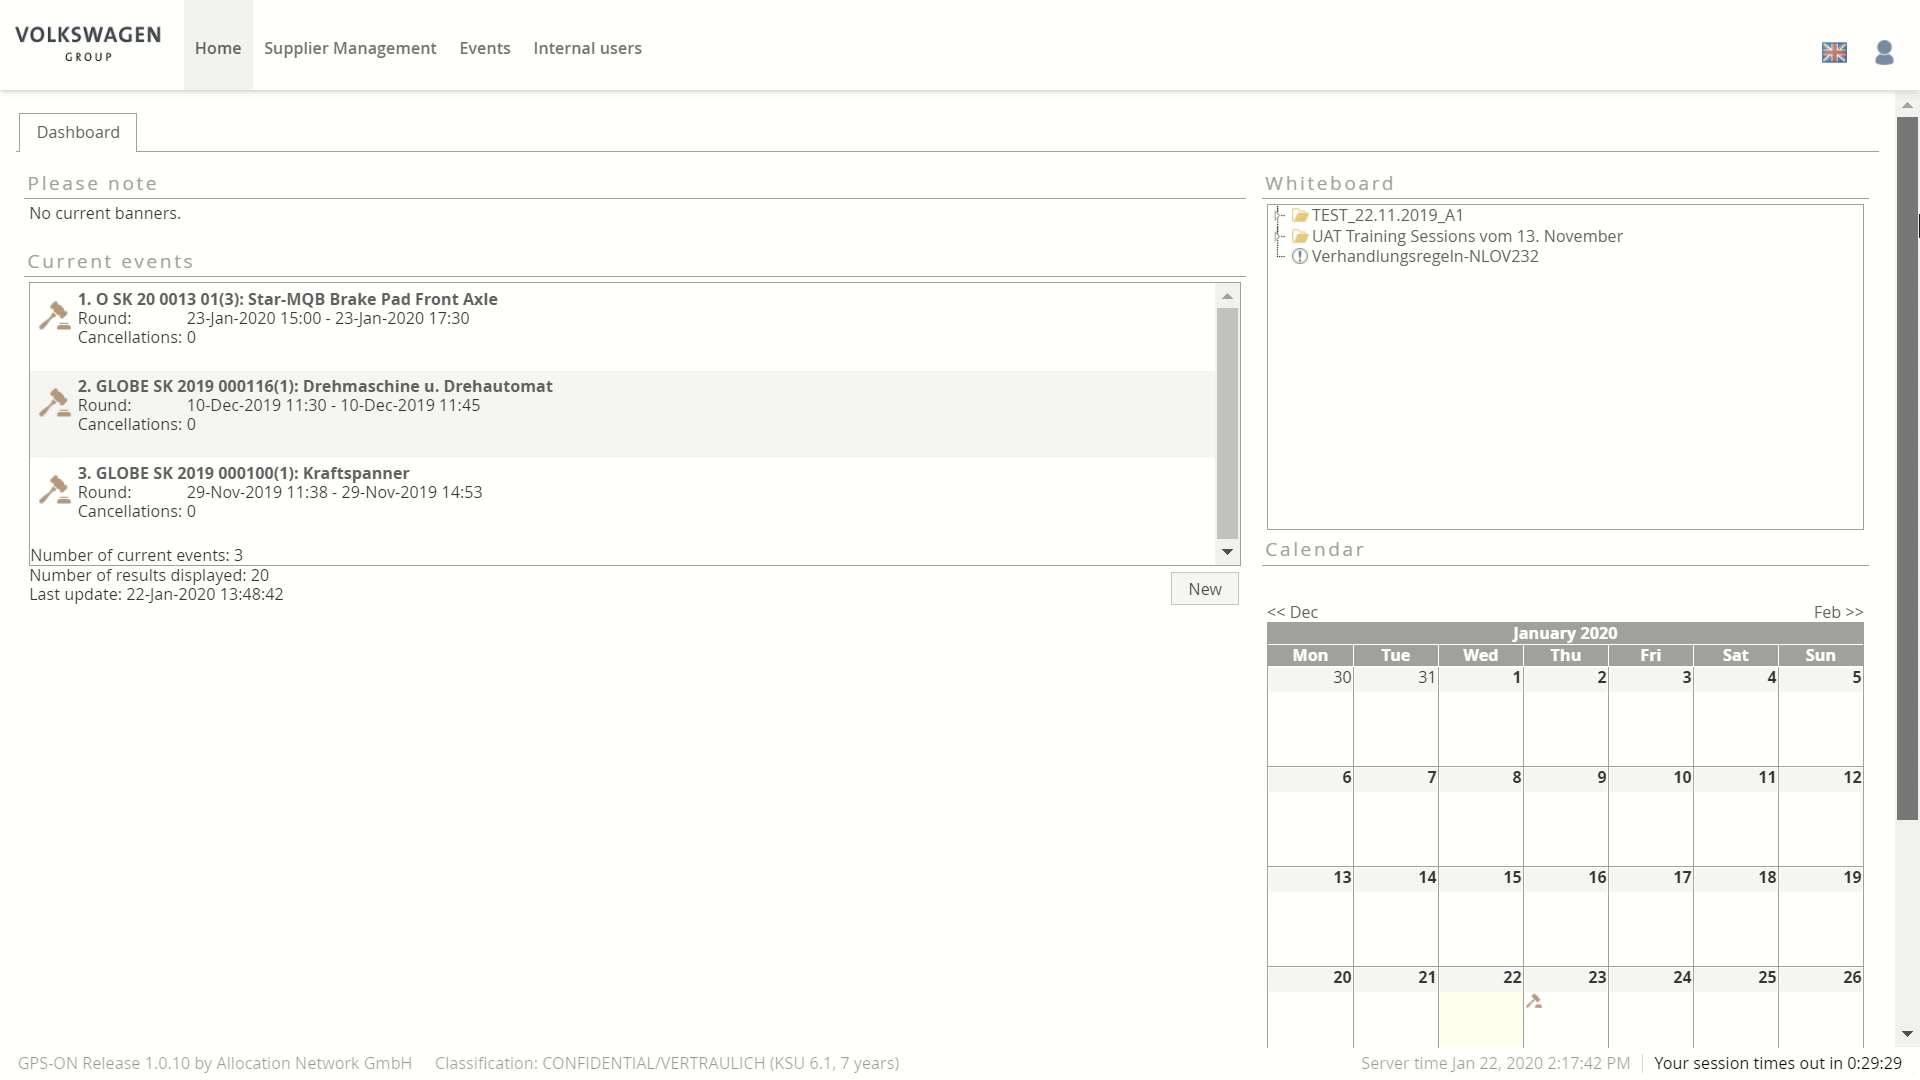 VOLKSWAGEN
GROUP
Home
Supplier Management
Events
Internal users
Dashboard
Please note
No current banners.
Current events
1. O SK 20 0013 01(3): Star-MQB Brake Pad Front Axle
Round: 23-Jan-2020 15:00 - 23-Jan-2020 17:30
Cancellations: 0
2. GLOBE SK 2019 000116(1): Drehmaschine u. Drehautomat
Round: 10-Dec-2019 11:30 - 10-Dec-2019 11:45
Cancellations: 0
3. GLOBE SK 2019 000100(1): Kraftspanner
Round: 29-Nov-2019 11:38 - 29-Nov-2019 14:53
Cancellations: 0
Number of current events: 3
Number of results displayed: 20
Last update: 22-Jan-2020 13:48:42
New
Whiteboard
TEST_22.11.2019_A1
UAT Training Sessions vom 13. November
Verhandlungsregeln-NLOV232
Calendar
<< Dec Feb >>
January 2020
Mon Tue Wed Thu Fri Sat Sun
30 31 1 2 3 4 5
6 7 8 9 10 11 12
13 14 15 16 17 18 19
20 21 22 23 24 25 26
GPS-ON Release 1.0.10 by Allocation Network GmbH Classification: CONFIDENTIAL/VERTRAULICH (KSU 6.1, 7 years) Server time Jan 22, 2020 2:17:42 PM Your session times out in 0:29:29